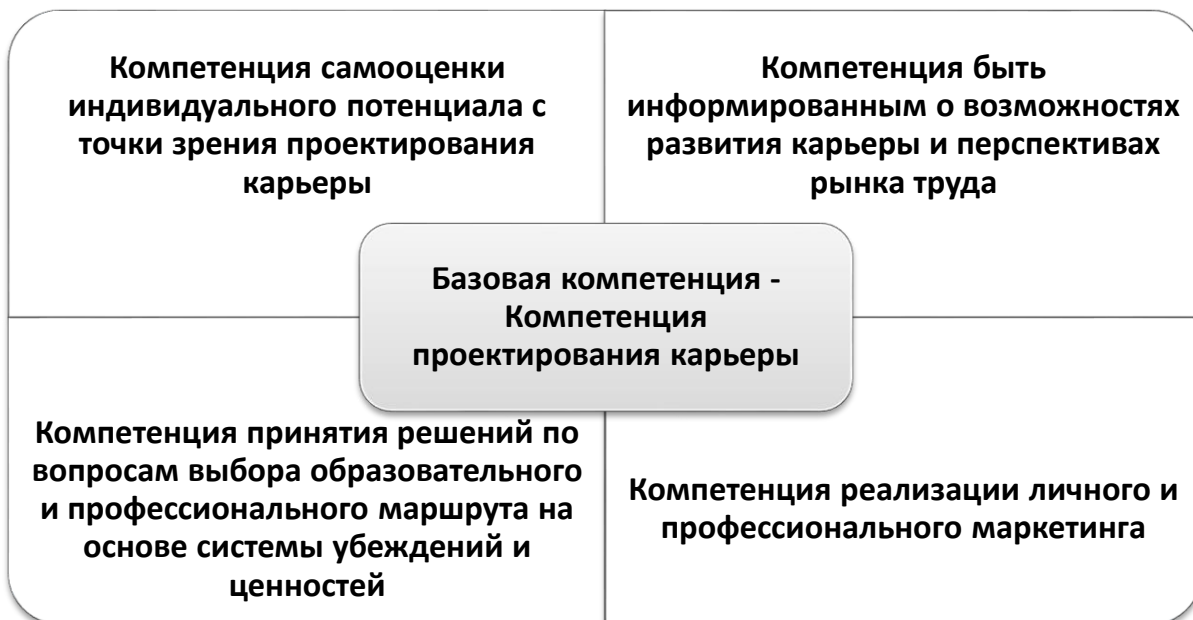 Компетенция самооценки
индивидуального потенциала с
точки зрения проектирования
карьеры
Компетенция быть
информированным о возможностях
развития карьеры и перспективах
рынка труда
Базовая компетенция -
Компетенция
проектирования карьеры
Компетенция принятия решений по
вопросам выбора образовательного
и профессионального маршрута на
основе системы убеждений и
ценностей
Компетенция реализации личного и
профессионального маркетинга